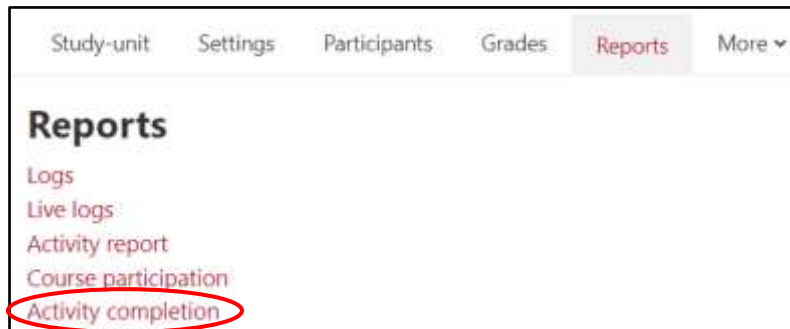 Study-unit Settings Participants Grades Reports More
Reports
Logs
Live logs
Activity report
Course participation
Activity completion